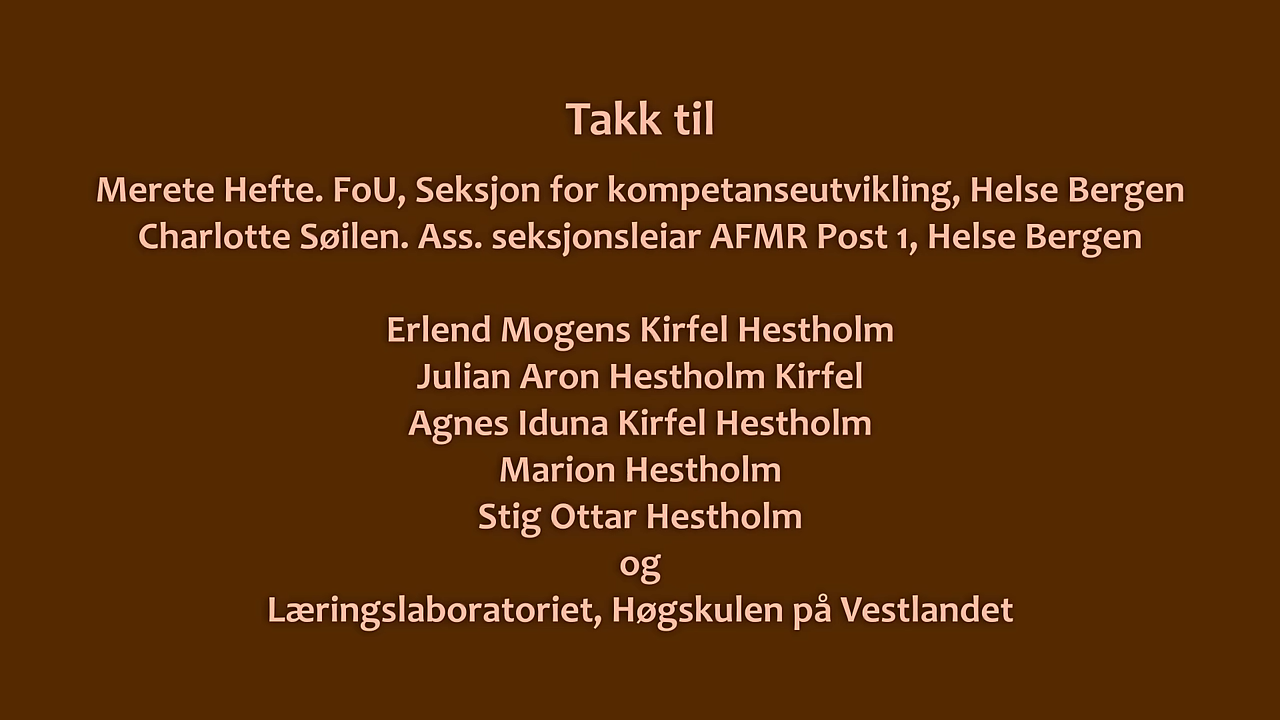 Takk til
Merete Hefte. FoU, Seksjon for kompetanseutvikling, Helse Bergen
Charlotte Søilen. Ass. seksjonsleiar AFMR Post 1, Helse Bergen
Erlend Mogens Kirfel Hestholm
Julian Aron Hestholm Kirfel
Agnes Iduna Kirfel Hestholm
Marion Hestholm
Stig Ottar Hestholm
og
Læringslaboratoriet, Høgskulen på Vestlandet